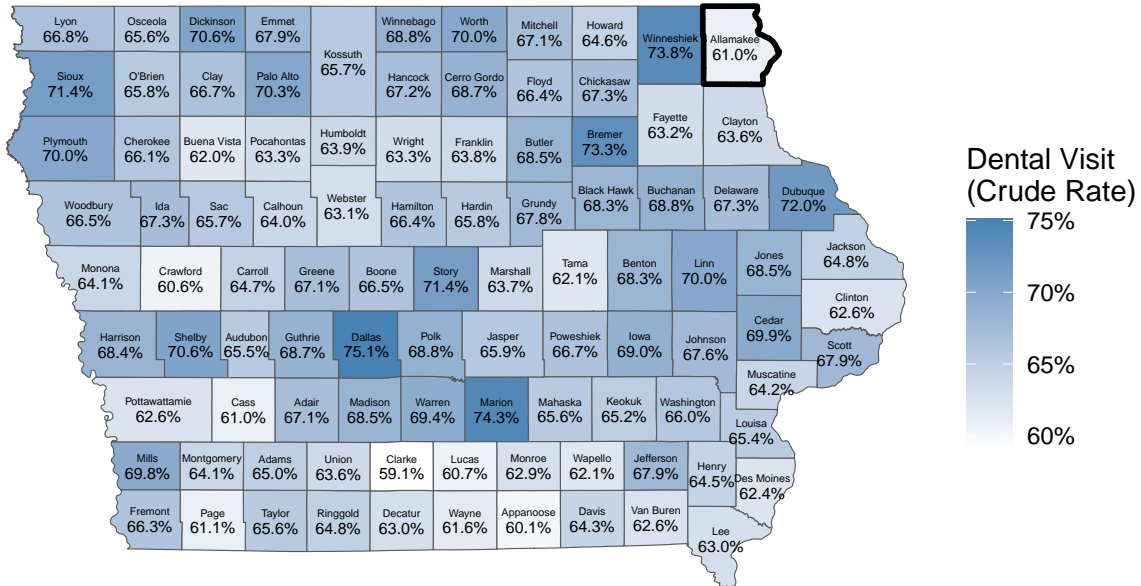 Lyon
66.8%
Osceola
65.6%
Dickinson
70.6%
Emmet
67.9%
Kossuth
65.7%
Winnebago
68.8%
Worth
70.0%
Mitchell
67.1%
Howard
64.6%
Winneshiek
73.8%
Allamakee
61.0%
Sioux
71.4%
O'Brien
65.8%
Clay
66.7%
Palo Alto
70.3%
Hancock
67.2%
Cerro Gordo
68.7%
Floyd
66.4%
Chickasaw
67.3%
Fayette
63.2%
Clayton
63.6%
Plymouth
70.0%
Cherokee
66.1%
Buena Vista
62.0%
Pocahontas
63.3%
Humboldt
63.9%
Wright
63.3%
Franklin
63.8%
Butler
68.5%
Bremer
73.3%
Woodbury
66.5%
Ida
67.3%
Sac
65.7%
Calhoun
64.0%
Webster
63.1%
Hamilton
66.4%
Hardin
65.8%
Grundy
67.8%
Black Hawk
68.3%
Buchanan
68.8%
Delaware
67.3%
Dubuque
72.0%
Monona
64.1%
Crawford
60.6%
Carroll
64.7%
Greene
67.1%
Boone
66.5%
Story
71.4%
Marshall
63.7%
Tama
62.1%
Benton
68.3%
Linn
70.0%
Jones
68.5%
Jackson
64.8%
Clinton
62.6%
Harrison
68.4%
Shelby
70.6%
Audubon
65.5%
Guthrie
68.7%
Dallas
75.1%
Polk
68.8%
Jasper
65.9%
Poweshiek
66.7%
Iowa
69.0%
Johnson
67.6%
Cedar
69.9%
Scott
67.9%
Muscatine
64.2%
Pottawattamie
62.6%
Cass
61.0%
Adair
67.1%
Madison
68.5%
Warren
69.4%
Marion
74.3%
Mahaska
65.6%
Keokuk
65.2%
Washington
66.0%
Louisa
65.4%
Mills
69.8%
Montgomery
64.1%
Adams
65.0%
Union
63.6%
Clarke
59.1%
Lucas
60.7%
Monroe
62.9%
Wapello
62.1%
Jefferson
67.9%
Henry
64.5%
Des Moines
62.4%
Fremont
66.3%
Page
61.1%
Taylor
65.6%
Ringgold
64.8%
Decatur
63.0%
Wayne
61.6%
Appanoose
60.1%
Davis
64.3%
Van Buren
62.6%
Lee
63.0%
Dental Visit
(Crude Rate)
75%
70%
65%
60%